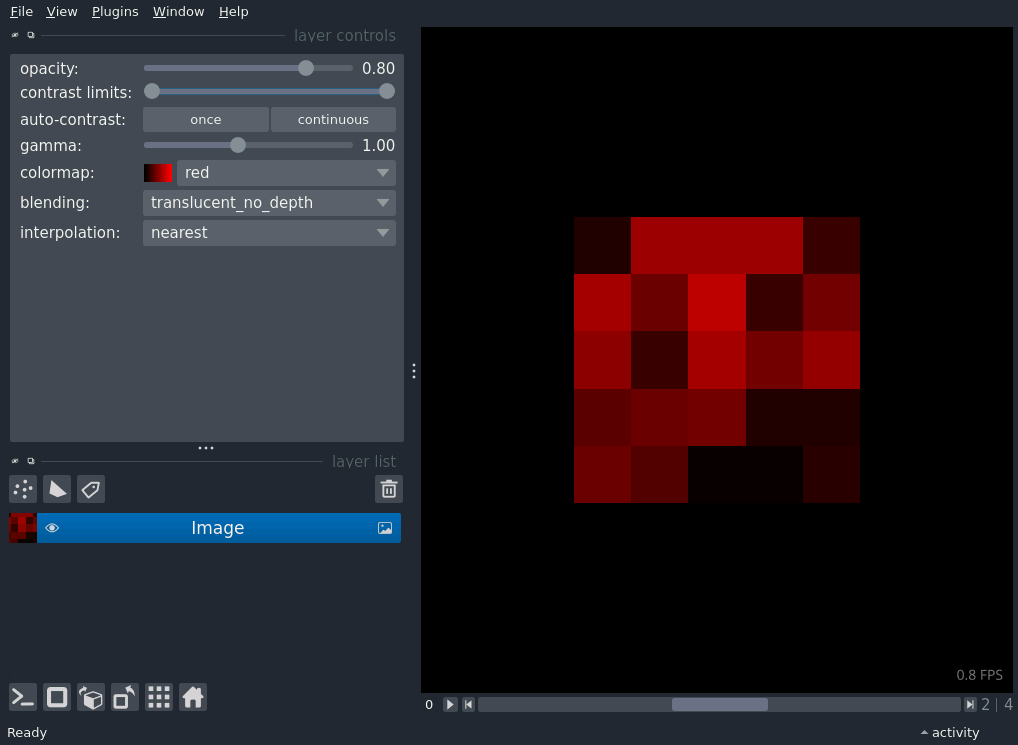 File View Plugins Window Help
layer controls
opacity: 0.80
contrast limits:
auto-contrast: once continuous
gamma: 1.00
colormap: red
blending: translucent_no_depth
interpolation: nearest
layer list
Image
0.8 FPS
0 2 | 4
Ready activity